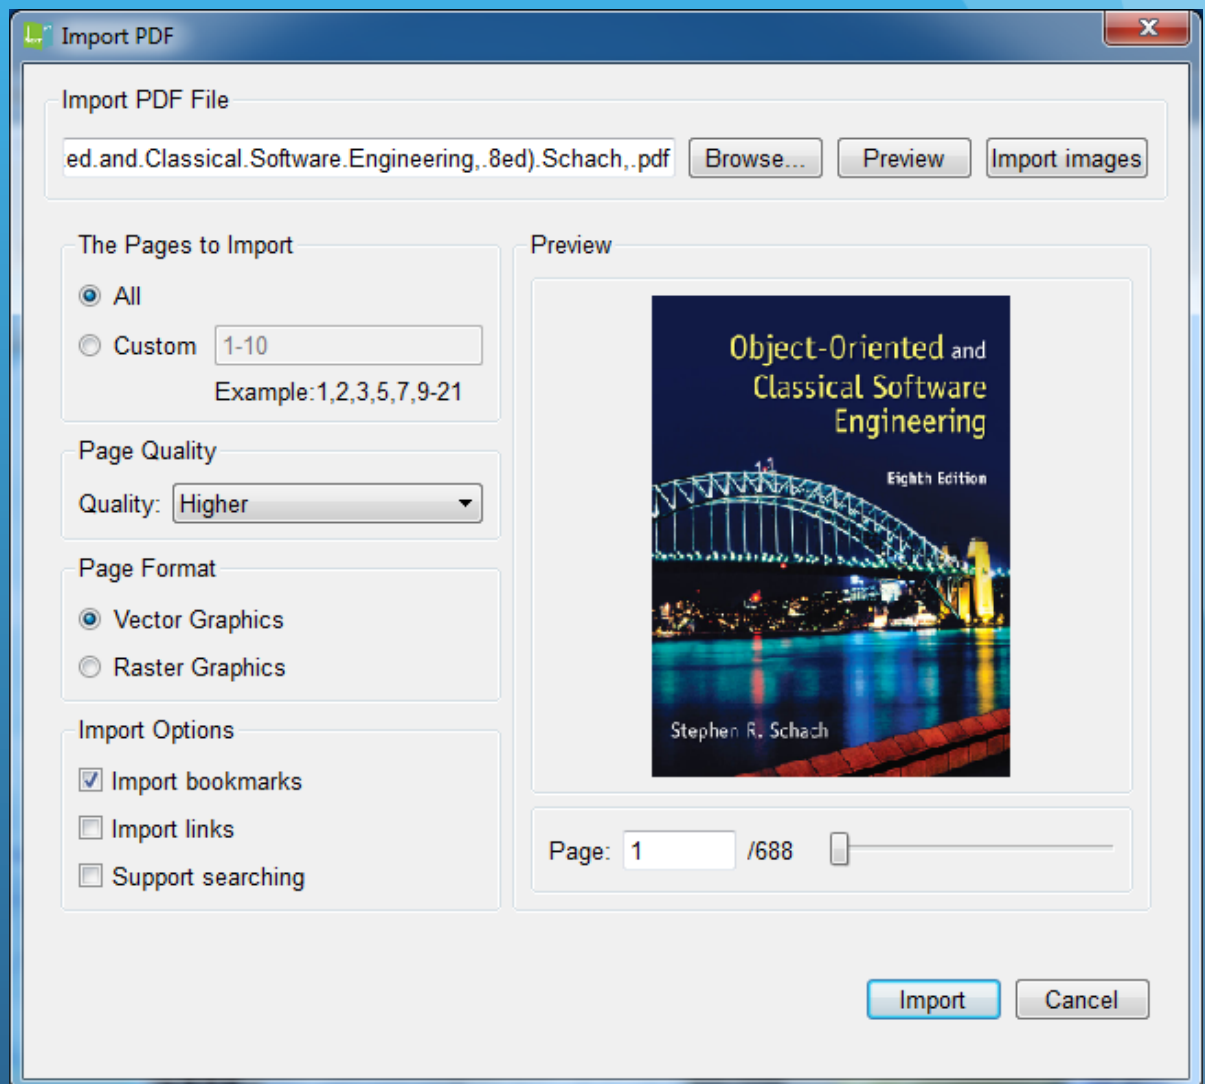 Import PDF
Import PDF File
ed.and.Classical.Software.Engineering,.8ed).Schach,.pdf
Browse...
Preview
Import images
The Pages to Import
All
Custom 1-10
Example:1,2,3,5,7,9-21
Page Quality
Quality: Higher
Page Format
Vector Graphics
Raster Graphics
Import Options
Import bookmarks
Import links
Support searching
Preview
Object-Oriented and
Classical Software
Engineering
Eighth Edition
Stephen R. Schach
Page: 1 /688
Import
Cancel